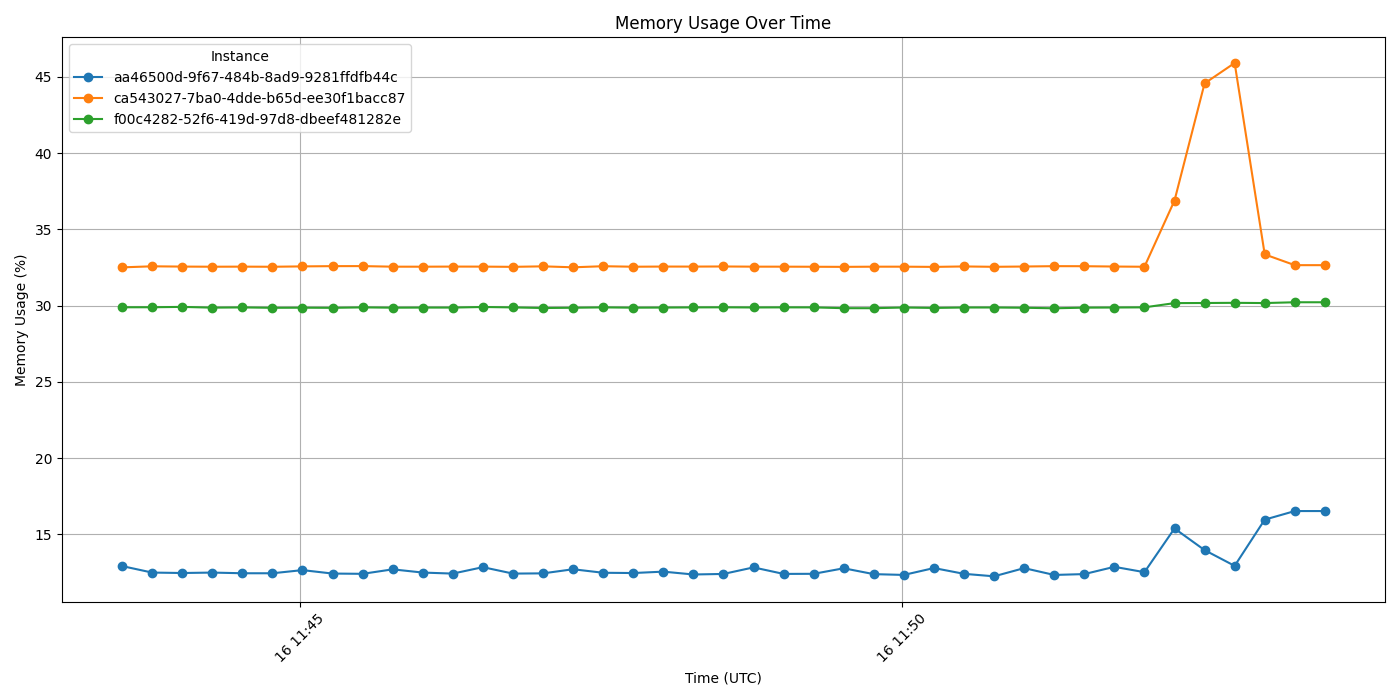 Memory Usage Over Time
Instance
aa46500d-9f67-484b-8ad9-9281ffdfb44c
ca543027-7ba0-4dde-b65d-ee30f1bacc87
f00c4282-52f6-419d-97d8-dbeef481282e
Memory Usage (%)
45
40
35
30
25
20
15
16 11:45
16 11:50
Time (UTC)